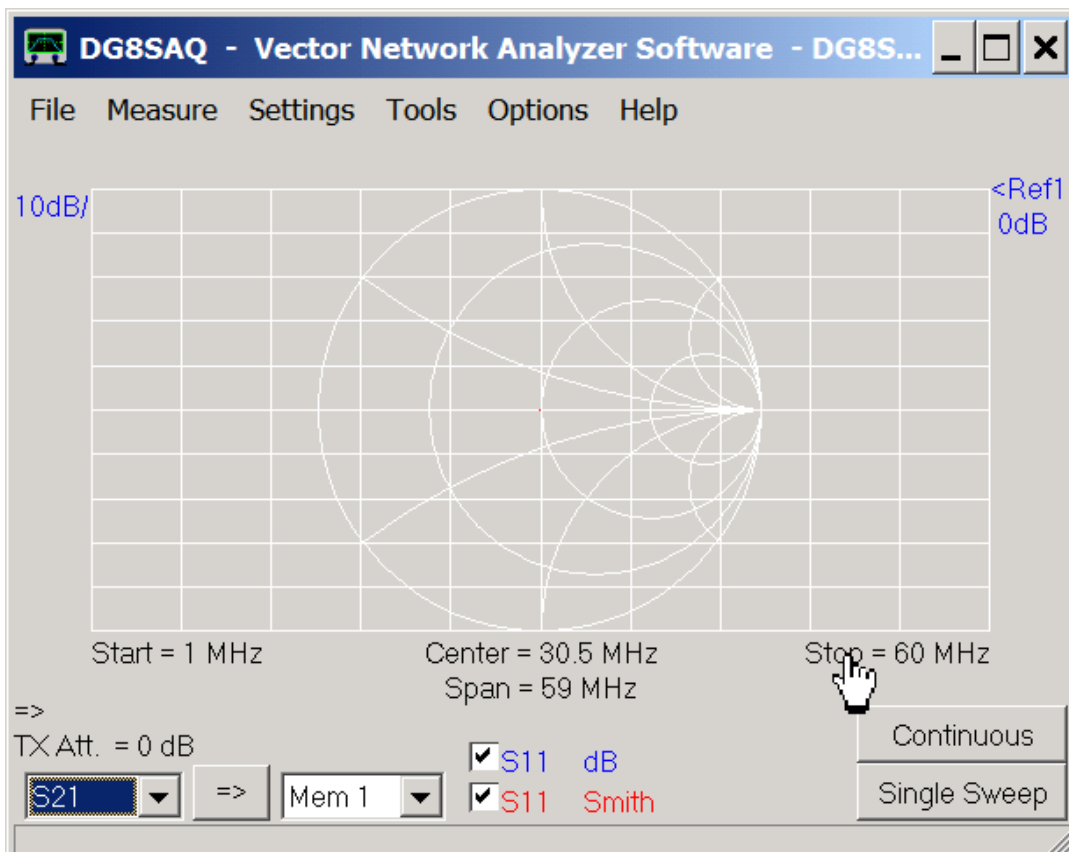 DG8SAQ - Vector Network Analyzer Software - DG8S...
File Measure Settings Tools Options Help
10dB/
<Ref1
0dB
Start = 1 MHz Center = 30.5 MHz Stop = 60 MHz
Span = 59 MHz
=>
TX Att. = 0 dB
Continuous
S11 dB
S21 => Mem 1
S11 Smith
Single Sweep